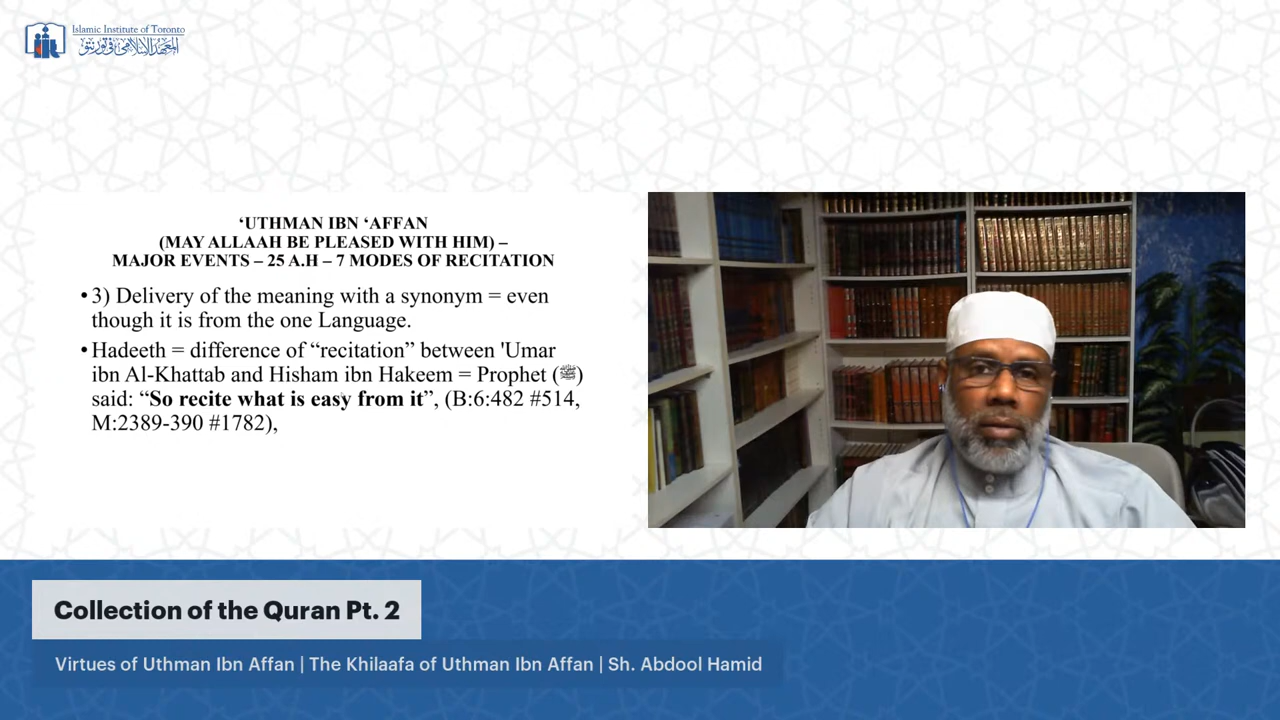 Islamic Institute of Toronto
المعهد الإسلامي في تورنتو
‘UTHMAN IBN ‘AFFAN
(MAY ALLAAH BE PLEASED WITH HIM) –
MAJOR EVENTS – 25 A.H – 7 MODES OF RECITATION
• 3) Delivery of the meaning with a synonym = even
though it is from the one Language.
• Hadeeth = difference of “recitation” between 'Umar
ibn Al-Khattab and Hisham ibn Hakeem = Prophet (ﷺ)
said: “So recite what is easy from it”, (B:6:482 #514,
M:2389-390 #1782),
Collection of the Quran Pt. 2
Virtues of Uthman Ibn Affan | The Khilaafa of Uthman Ibn Affan | Sh. Abdool Hamid